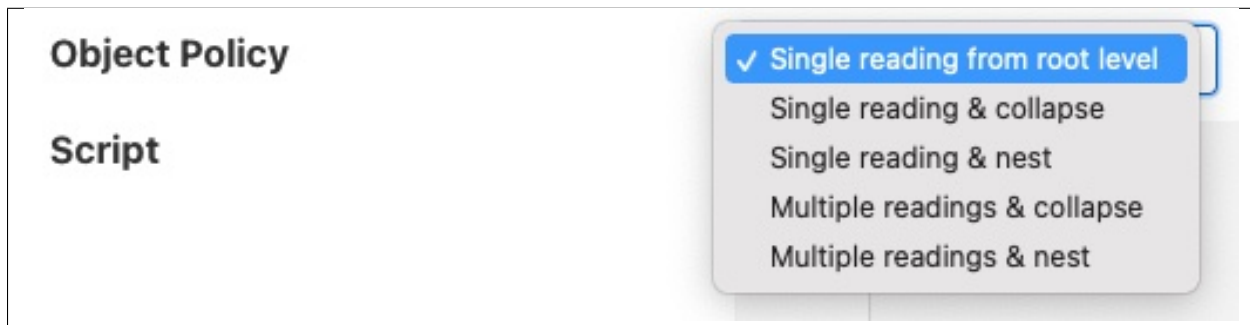 Object Policy
✓ Single reading from root level
Single reading & collapse
Script
Single reading & nest
Multiple readings & collapse
Multiple readings & nest